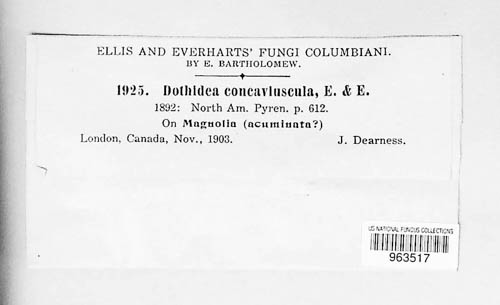 ELLIS AND EVERHARTS' FUNGI COLUMBIANI.
BY E. BARTHOLOMEW.
1925. Dothidea concaviuscula, E. & E.
1892: North Am. Pyren. p. 612.
On Magnolia (acuminata?)
London, Canada, Nov., 1903. J. Dearness.
US NATIONAL FUNGUS COLLECTIONS
963517